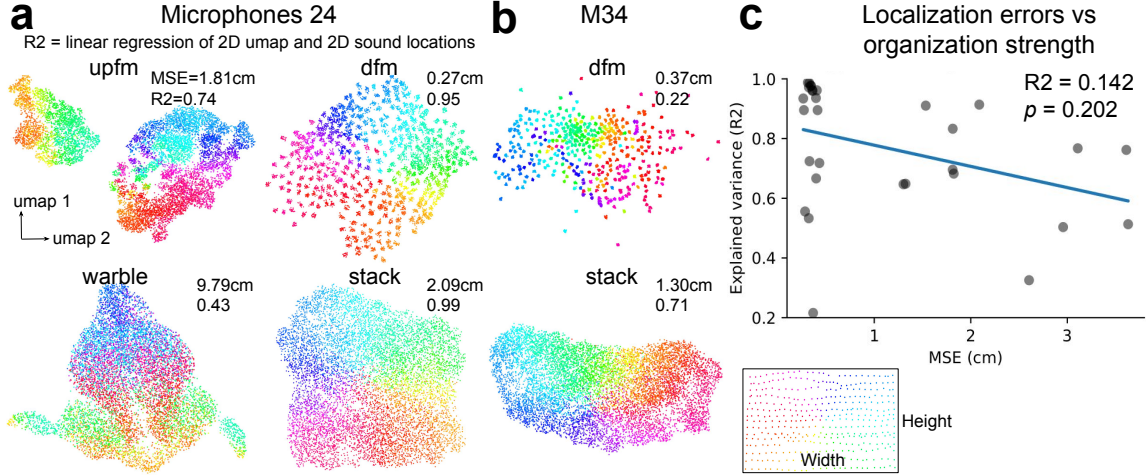 a
Microphones 24
R2 = linear regression of 2D umap and 2D sound locations
upfm
MSE=1.81cm
R2=0.74
dfm
0.27cm
0.95
umap 1
umap 2
warble
9.79cm
0.43
stack
2.09cm
0.99
b
M34
dfm
0.37cm
0.22
stack
1.30cm
0.71
c
Localization errors vs
organization strength
R2 = 0.142
p = 0.202
Explained variance (R2)
1.0
0.8
0.6
0.4
0.2
1
2
3
MSE (cm)
Height
Width